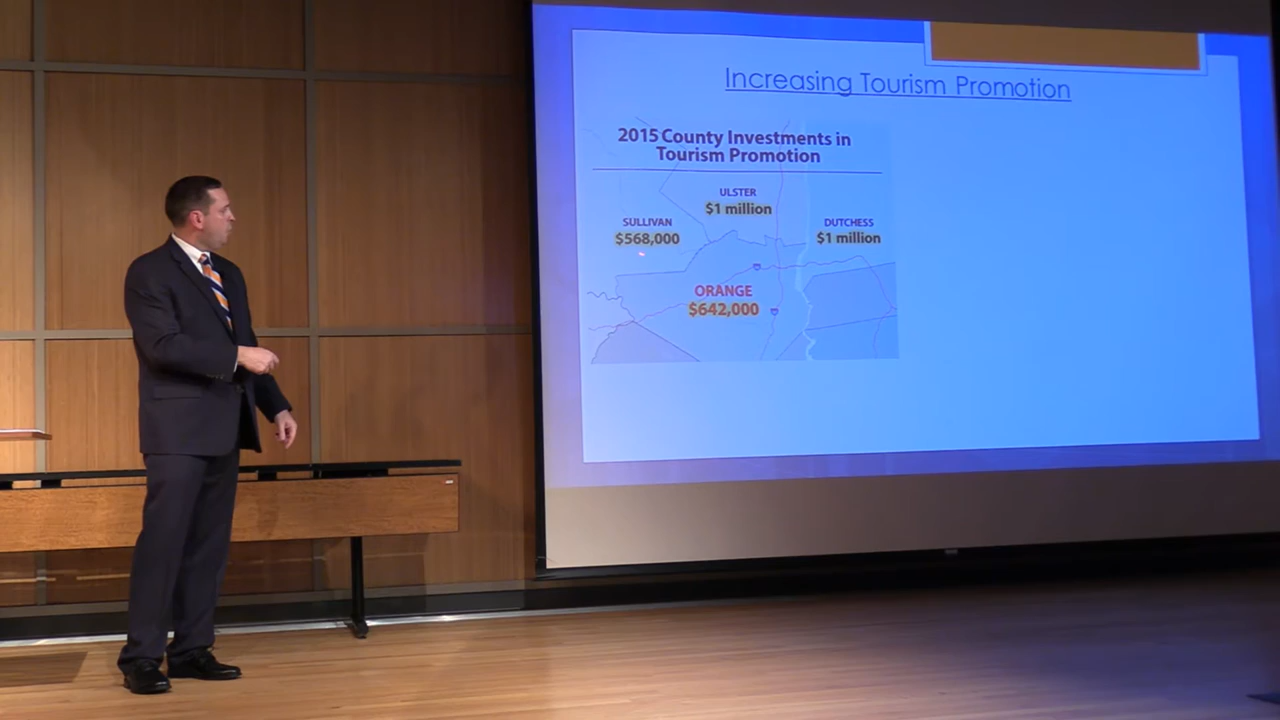 Increasing Tourism Promotion
2015 County Investments in
Tourism Promotion
ULSTER
$1 million
SULLIVAN
$568,000
DUTCHESS
$1 million
ORANGE
$642,000